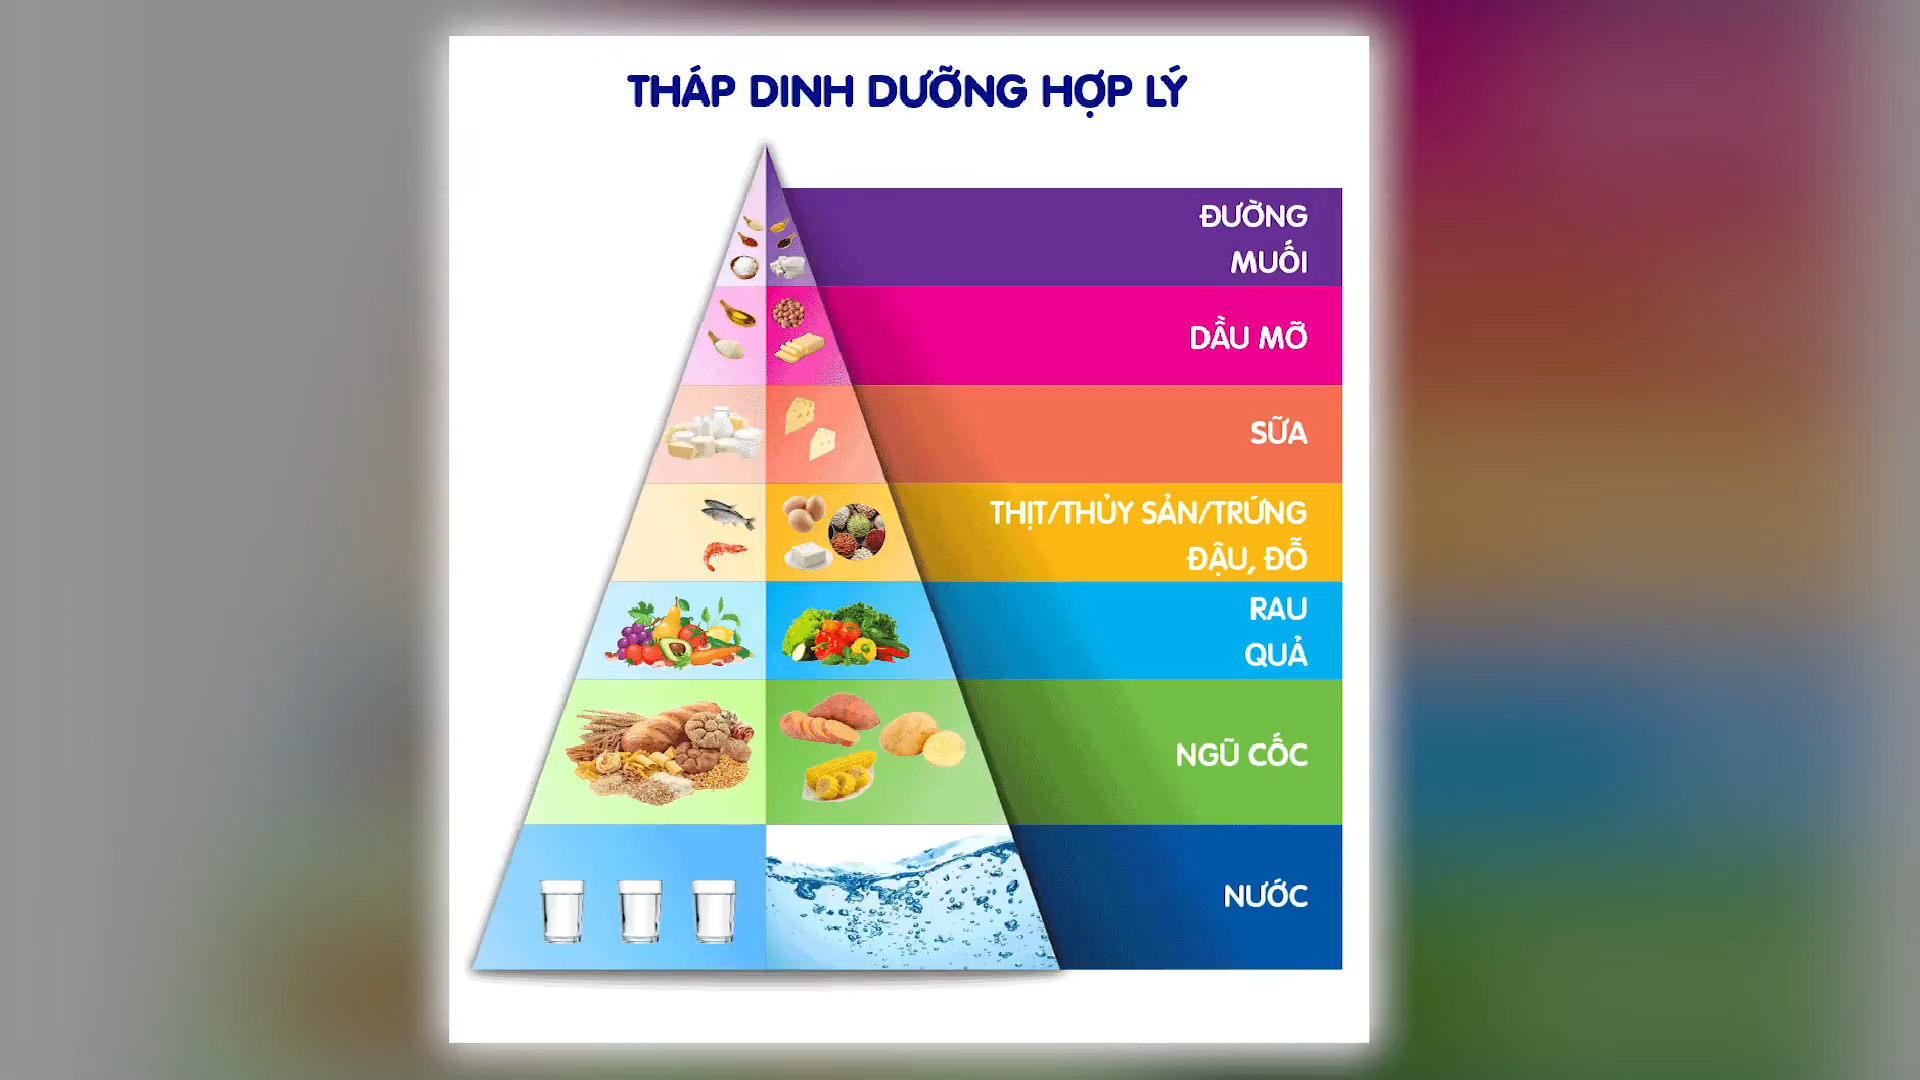 THÁP DINH DƯỠNG HỢP LÝ
ĐƯỜNG
MUỐI
DẦU MỠ
SỮA
THỊT/THỦY SẢN/TRỨNG
ĐẬU, ĐỖ
RAU
QUẢ
NGŨ CỐC
NƯỚC